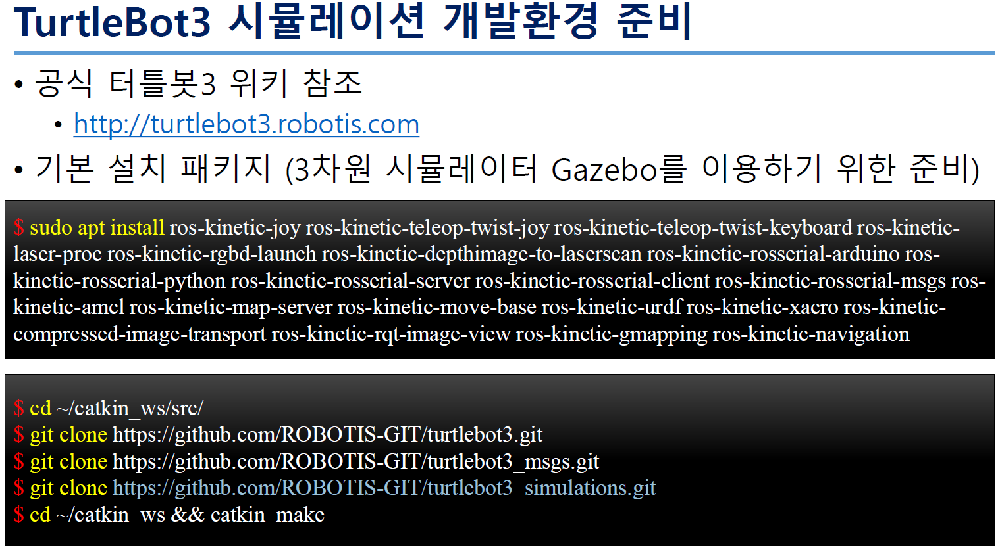 TurtleBot3 시뮬레이션 개발환경 준비
• 공식 터틀봇3 위키 참조
• http://turtlebot3.robotis.com
• 기본 설치 패키지 (3차원 시뮬레이터 Gazebo를 이용하기 위한 준비)
$ sudo apt install ros-kinetic-joy ros-kinetic-teleop-twist-joy ros-kinetic-teleop-twist-keyboard ros-kinetic-
laser-proc ros-kinetic-rgbd-launch ros-kinetic-depthimage-to-laserscan ros-kinetic-rosserial-arduino ros-
kinetic-rosserial-python ros-kinetic-rosserial-server ros-kinetic-rosserial-client ros-kinetic-rosserial-msgs ros-
kinetic-amcl ros-kinetic-map-server ros-kinetic-move-base ros-kinetic-urdf ros-kinetic-xacro ros-kinetic-
compressed-image-transport ros-kinetic-rqt-image-view ros-kinetic-gmapping ros-kinetic-navigation
$ cd ~/catkin_ws/src/
$ git clone https://github.com/ROBOTIS-GIT/turtlebot3.git
$ git clone https://github.com/ROBOTIS-GIT/turtlebot3_msgs.git
$ git clone https://github.com/ROBOTIS-GIT/turtlebot3_simulations.git
$ cd ~/catkin_ws && catkin_make